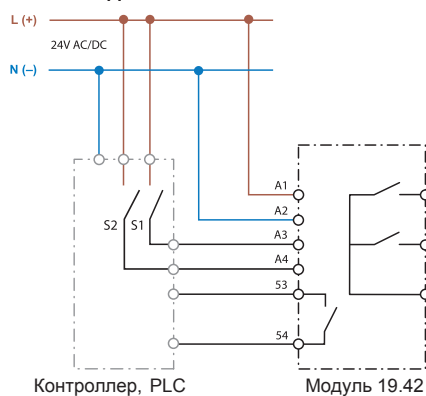 L (+)
24V AC/DC
N (–)
A1
A2
S2 S1
A3
A4
53
54
Контроллер, PLC
Модуль 19.42